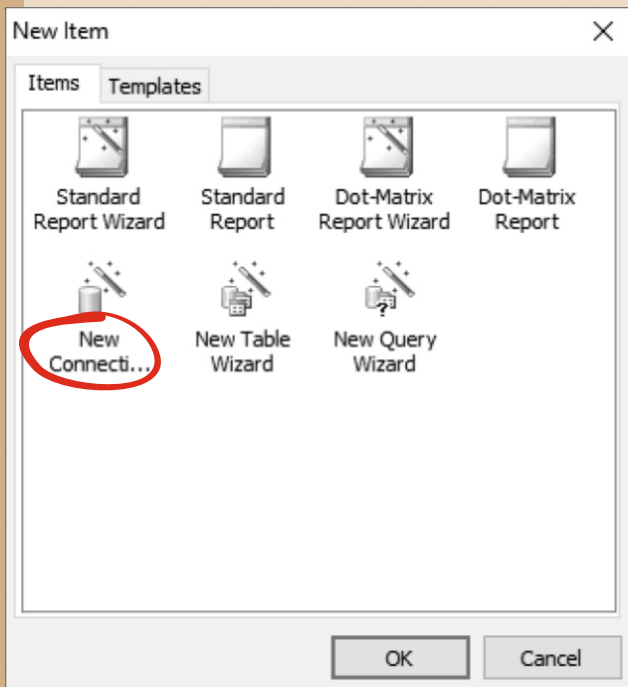 New Item
Items
Templates
Standard
Report Wizard
Standard
Report
Dot-Matrix
Report Wizard
Dot-Matrix
Report
New
Connecti...
New Table
Wizard
New Query
Wizard
OK
Cancel